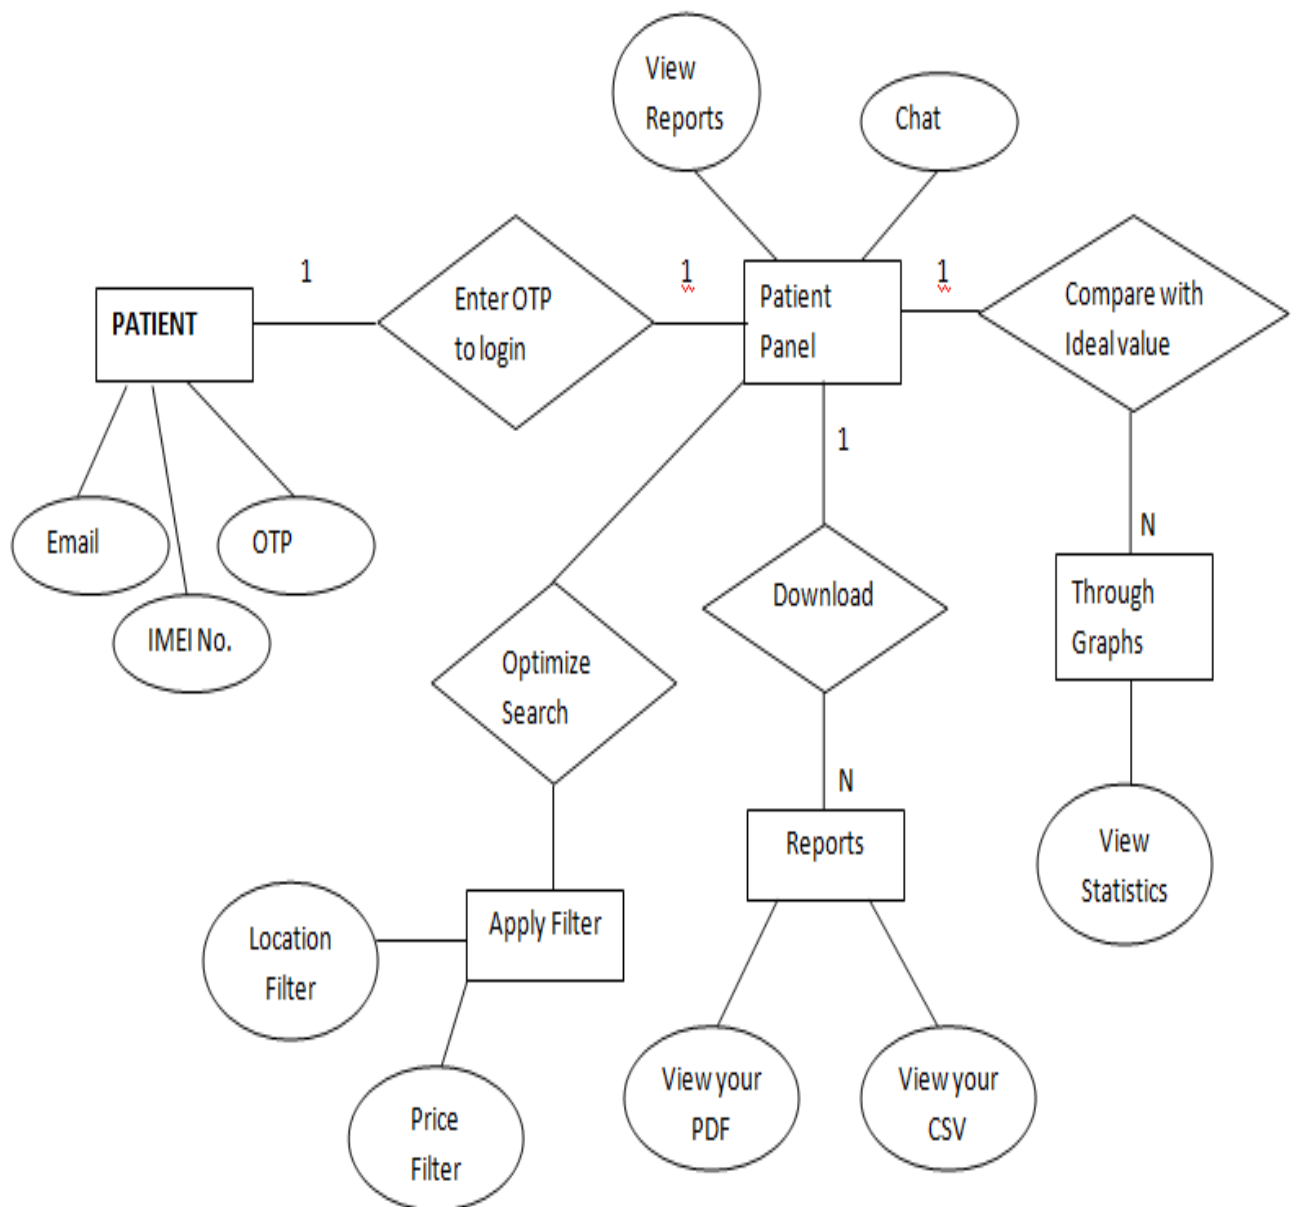 View
Reports
Chat
1
1
1
PATIENT
Enter OTP
to login
Patient
Panel
Compare with
Ideal value
1
Email
OTP
IMEI No.
Download
N
Through
Graphs
Optimize
Search
N
Reports
View
Statistics
Apply Filter
Location
Filter
Price
Filter
View your
PDF
View your
CSV